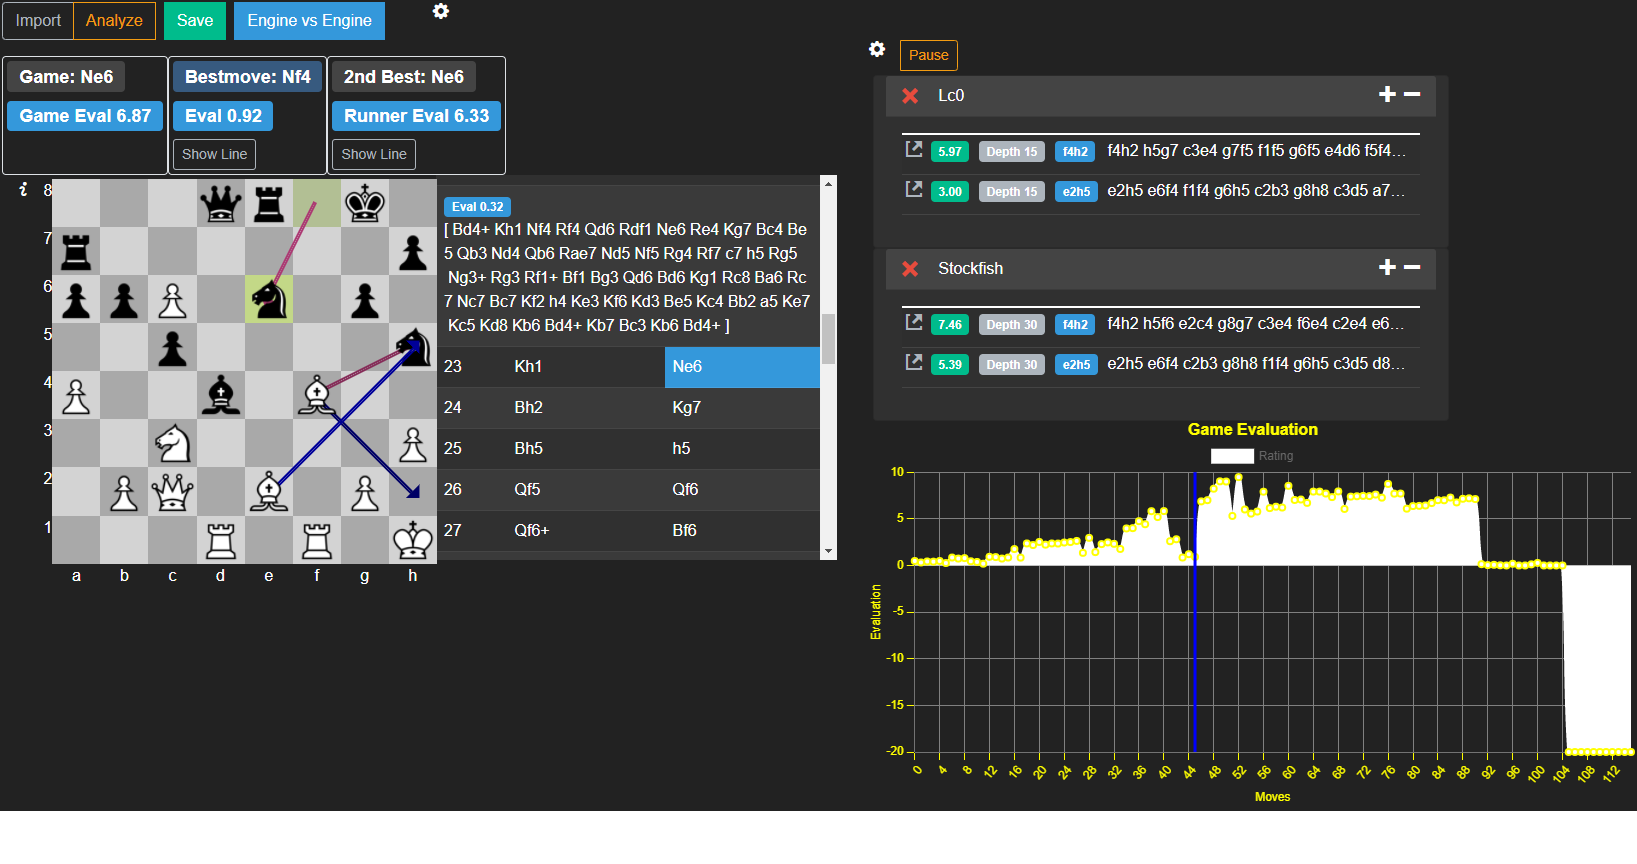 Import Analyze Save Engine vs Engine
Game: Ne6
Game Eval 6.87
Bestmove: Nf4
Eval 0.92
Show Line
2nd Best: Ne6
Runner Eval 6.33
Show Line
i
8
7
6
5
4
3
2
1
a b c d e f g h
Eval 0.32
[ Bd4+ Kh1 Nf4 Rf4 Qd6 Rdf1 Ne6 Re4 Kg7 Bc4 Be
5 Qb3 Nd4 Qb6 Rae7 Nd5 Nf5 Rg4 Rf7 c7 h5 Rg5
Ng3+ Rg3 Rf1+ Bf1 Bg3 Qd6 Bd6 Kg1 Rc8 Ba6 Rc
7 Nc7 Bc7 Kf2 h4 Ke3 Kf6 Kd3 Be5 Kc4 Bb2 a5 Ke7
Kc5 Kd8 Kb6 Bd4+ Kb7 Bc3 Kb6 Bd4+ ]
23 Kh1 Ne6
24 Bh2 Kg7
25 Bh5 h5
26 Qf5 Qf6
27 Qf6+ Bf6
Pause
Lc0
5.97 Depth 15 f4h2 f4h2 h5g7 c3e4 g7f5 f1f5 g6f5 e4d6 f5f4...
3.00 Depth 15 e2h5 e2h5 e6f4 f1f4 g6h5 c2b3 g8h8 c3d5 a7...
Stockfish
7.46 Depth 30 f4h2 f4h2 h5f6 e2c4 g8g7 c3e4 f6e4 c2e4 e6...
5.39 Depth 30 e2h5 e2h5 e6f4 c2b3 g8h8 f1f4 g6h5 c3d5 d8...
Game Evaluation
Rating
10
5
0
-5
-10
-15
-20
Evaluation
0 4 8 12 16 20 24 28 32 36 40 44 48 52 56 60 64 68 72 76 80 84 88 92 96 100 104 108 112
Moves